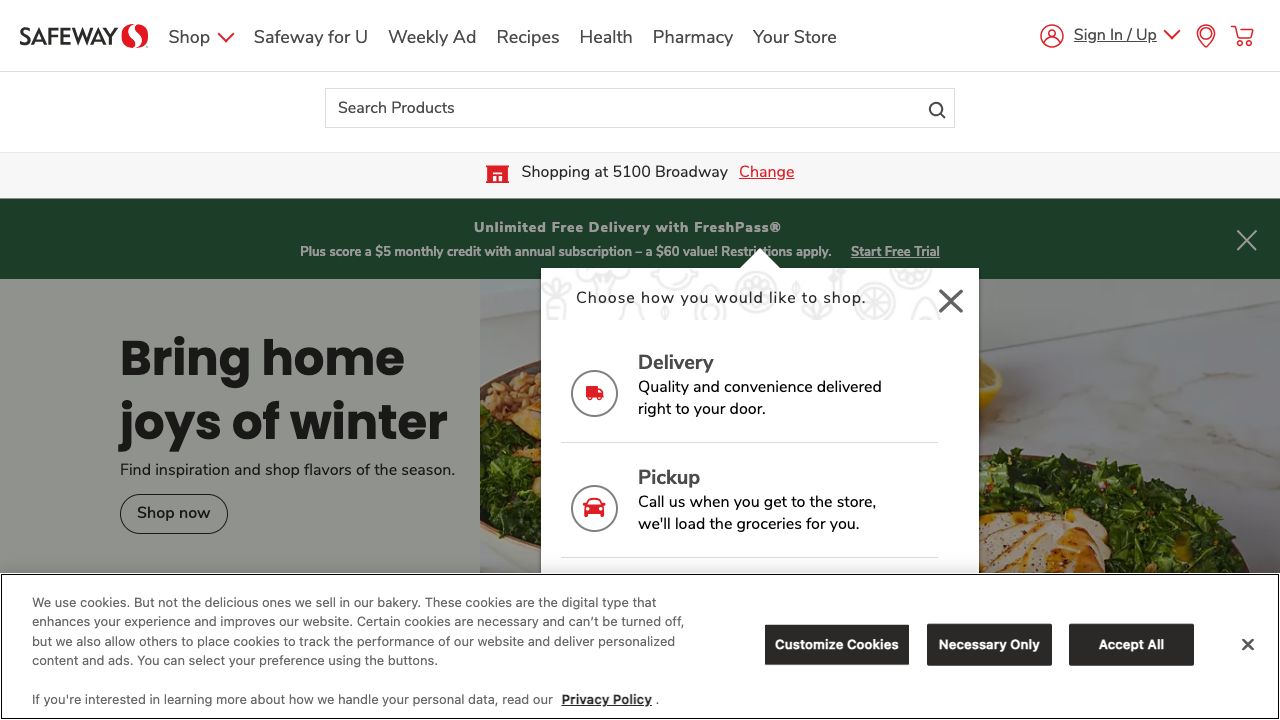 SAFEWAY Shop Safeway for U Weekly Ad Recipes Health Pharmacy Your Store Sign In / Up
Search Products
Shopping at 5100 Broadway Change
Unlimited Free Delivery with FreshPass®
Plus score a $5 monthly credit with annual subscription – a $60 value! Restrictions apply. Start Free Trial
Bring home
joys of winter
Find inspiration and shop flavors of the season.
Shop now
Choose how you would like to shop.
Delivery
Quality and convenience delivered
right to your door.
Pickup
Call us when you get to the store,
we'll load the groceries for you.
We use cookies. But not the delicious ones we sell in our bakery. These cookies are the digital type that
enhances your experience and improves our website. Certain cookies are necessary and can’t be turned off,
but we also allow others to place cookies to track the performance of our website and deliver personalized
content and ads. You can select your preference using the buttons.
If you're interested in learning more about how we handle your personal data, read our Privacy Policy .
Customize Cookies Necessary Only Accept All